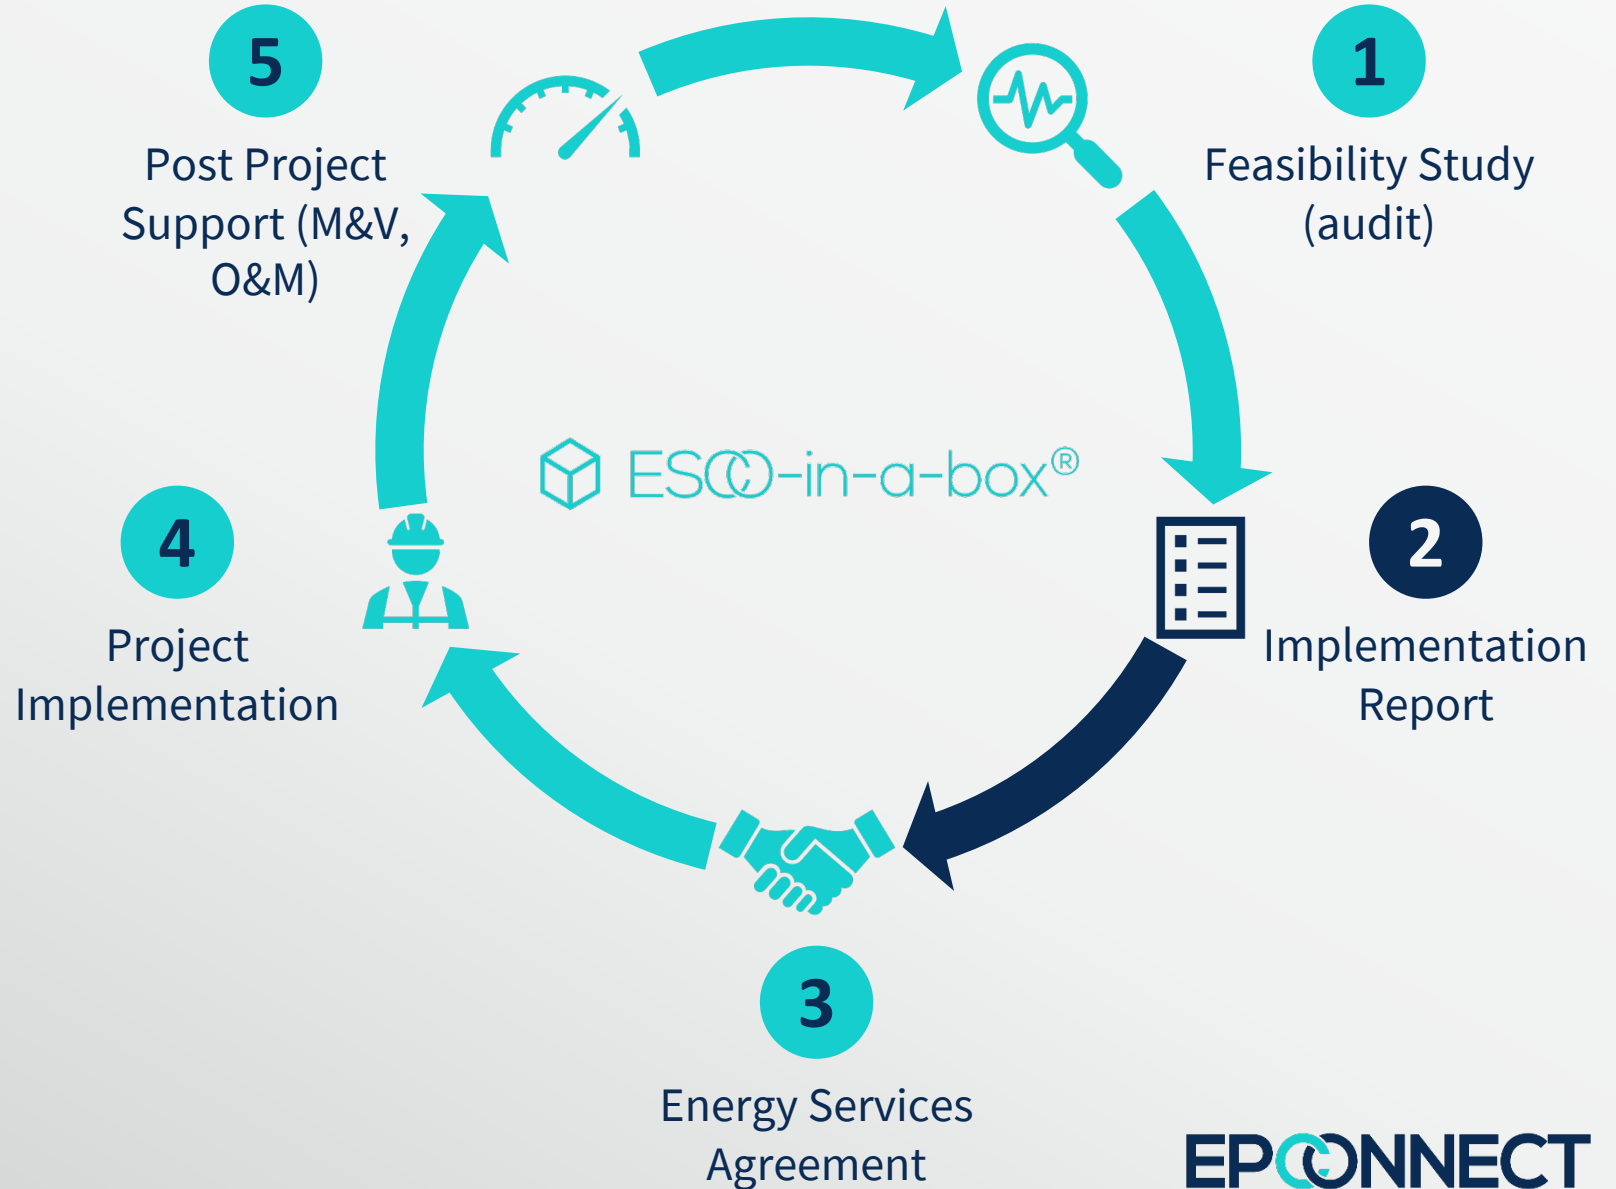 1
Feasibility Study
(audit)
2
Implementation
Report
3
Energy Services
Agreement
4
Project
Implementation
5
Post Project
Support (M&V,
O&M)
ESCO-in-a-box®
EPCONNECT